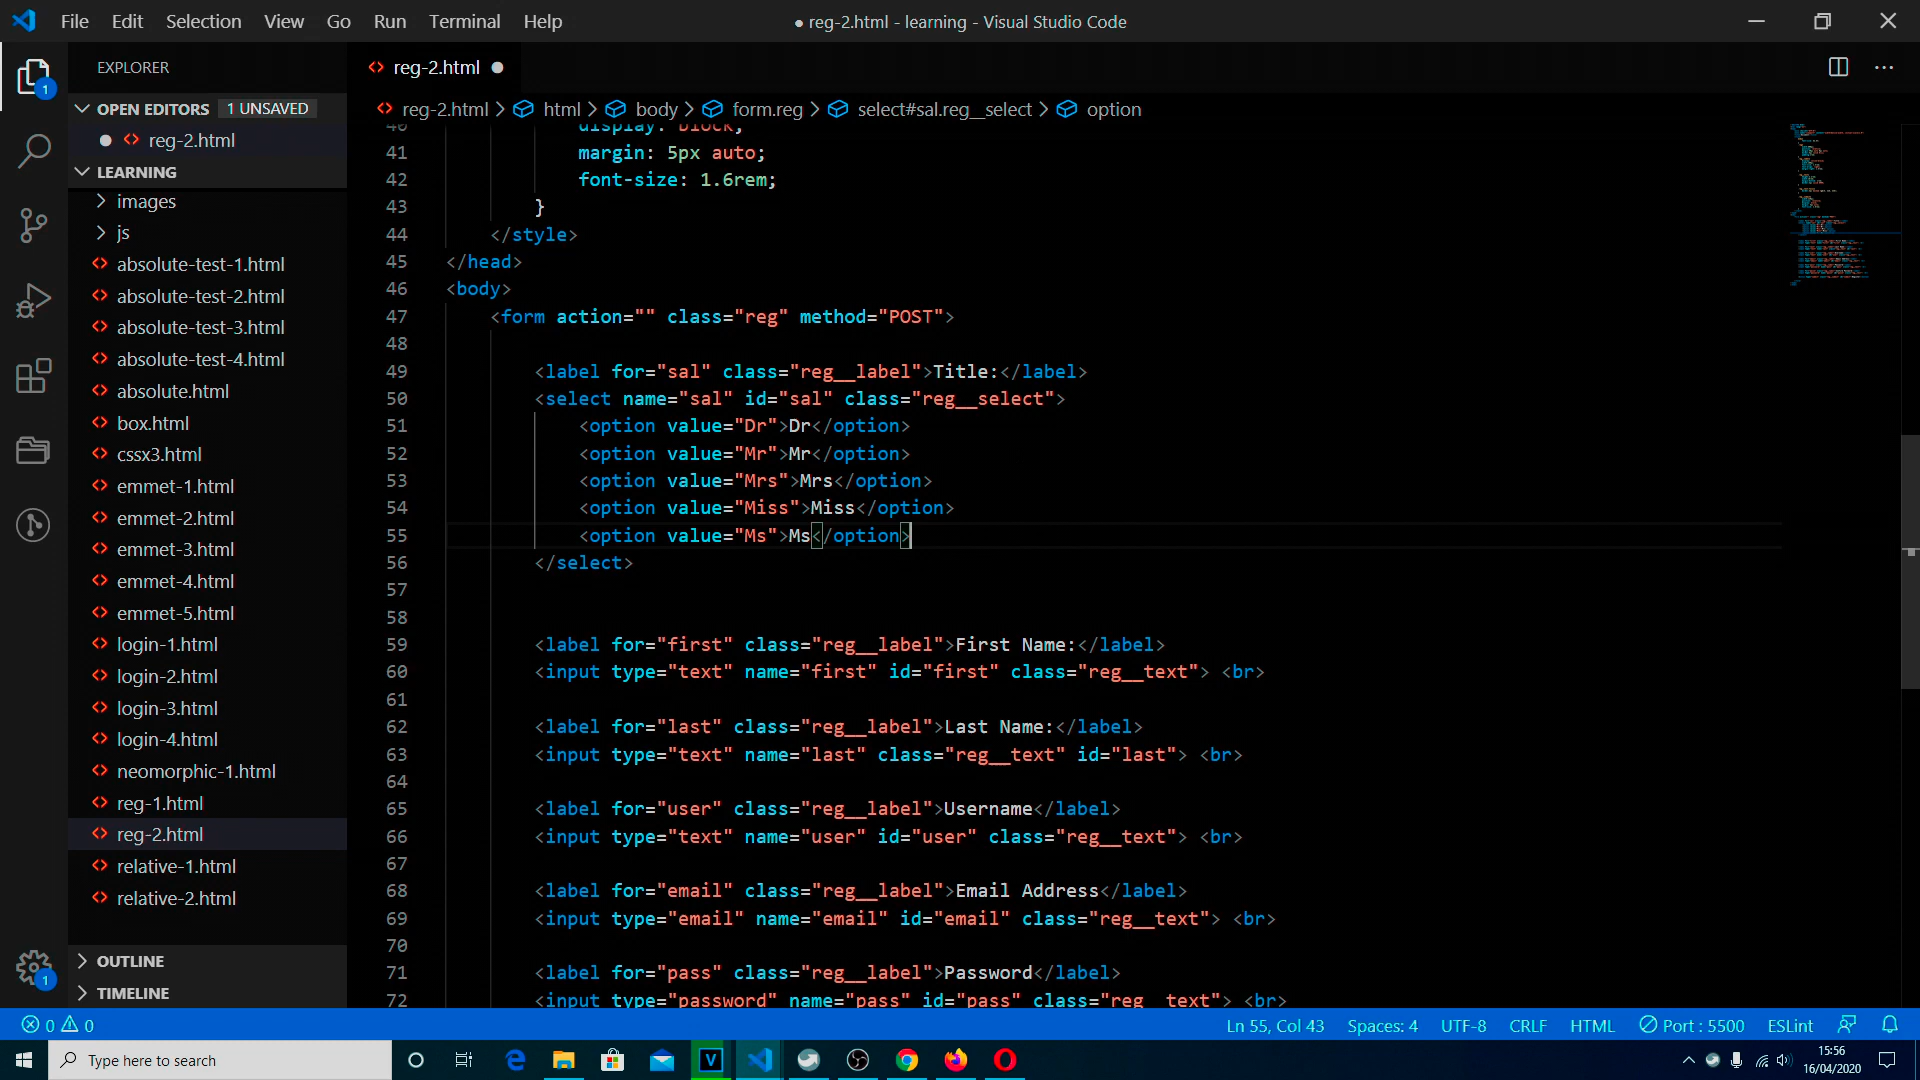 File Edit Selection View Go Run Terminal Help
● reg-2.html - learning - Visual Studio Code
EXPLORER
OPEN EDITORS 1 UNSAVED
reg-2.html
LEARNING
images
js
absolute-test-1.html
absolute-test-2.html
absolute-test-3.html
absolute-test-4.html
absolute.html
box.html
cssx3.html
emmet-1.html
emmet-2.html
emmet-3.html
emmet-4.html
emmet-5.html
login-1.html
login-2.html
login-3.html
login-4.html
neomorphic-1.html
reg-1.html
reg-2.html
relative-1.html
relative-2.html
OUTLINE
TIMELINE
1
1
reg-2.html
reg-2.html > html > body > form.reg > select#sal.reg__select > option
40 display: block;
41 margin: 5px auto;
42 font-size: 1.6rem;
43 }
44 </style>
45 </head>
46 <body>
47 <form action="" class="reg" method="POST">
48
49 <label for="sal" class="reg__label">Title:</label>
50 <select name="sal" id="sal" class="reg__select">
51 <option value="Dr">Dr</option>
52 <option value="Mr">Mr</option>
53 <option value="Mrs">Mrs</option>
54 <option value="Miss">Miss</option>
55 <option value="Ms">Ms</option>
56 </select>
57
58
59 <label for="first" class="reg__label">First Name:</label>
60 <input type="text" name="first" id="first" class="reg__text"> <br>
61
62 <label for="last" class="reg__label">Last Name:</label>
63 <input type="text" name="last" class="reg__text" id="last"> <br>
64
65 <label for="user" class="reg__label">Username</label>
66 <input type="text" name="user" id="user" class="reg__text"> <br>
67
68 <label for="email" class="reg__label">Email Address</label>
69 <input type="email" name="email" id="email" class="reg__text"> <br>
70
71 <label for="pass" class="reg__label">Password</label>
72 <input type="password" name="pass" id="pass" class="reg__text"> <br>
0 0 Ln 55, Col 43 Spaces: 4 UTF-8 CRLF HTML Port : 5500 ESLint
Type here to search
V
15:56
16/04/2020